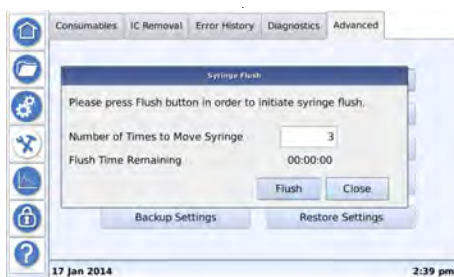 Consumables IC Removal Error History Diagnostics Advanced
Syringe Flush
Please press Flush button in order to initiate syringe flush.
Number of Times to Move Syringe 3
Flush Time Remaining 00:00:00
Flush Close
Backup Settings Restore Settings
?
17 Jan 2014 2:39 pm